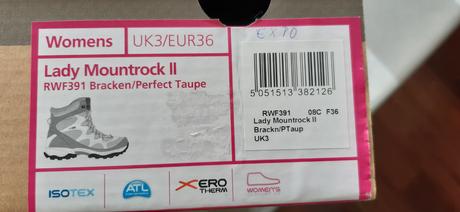 Womens UK3/EUR36
Lady Mountrock II
RWF391 Bracken/Perfect Taupe
EX10
5 051513 382126
RWF391 08C F36
Lady Mountrock II
Brackn/PTaup
UK3
ISOTEX
ATL
XERO
THERM
WOMEN'S